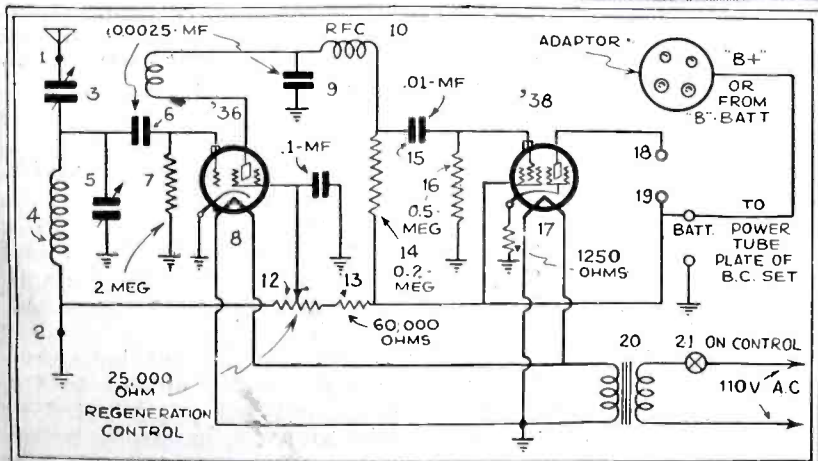 1
3
.00025-MF
6
'36
RFC
10
9
.01-MF
'38
ADAPTOR
"B+"
OR
FROM
"B"-BATT
4
5
7
.1-MF
8
15
16
0.5-
MEG
18
19
17
BATT.
TO
POWER
TUBE
PLATE OF
B.C. SET
2 MEG
14
0.2-
MEG
1250
OHMS
2
12
13
60,000
OHMS
25,000
OHM
REGENERATION
CONTROL
20
21 ON CONTROL
110V A.C